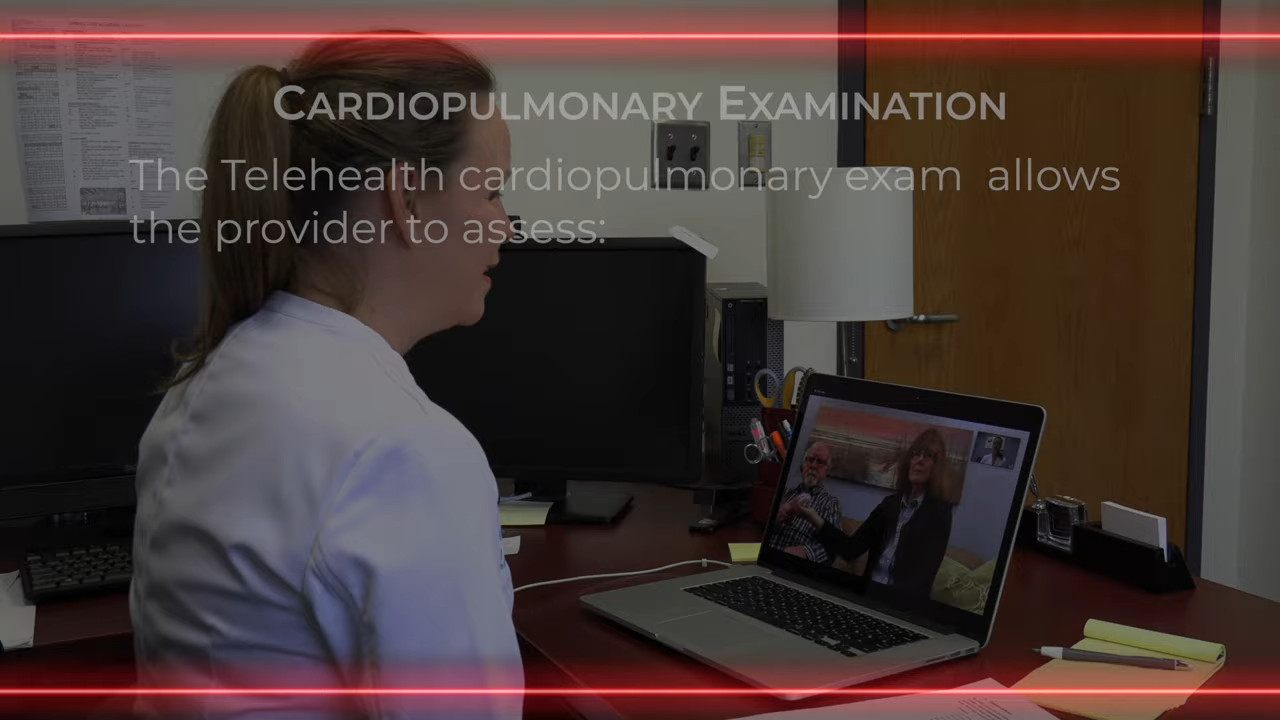 CARDIOPULMONARY EXAMINATION
The Telehealth cardiopulmonary exam allows
the provider to assess: